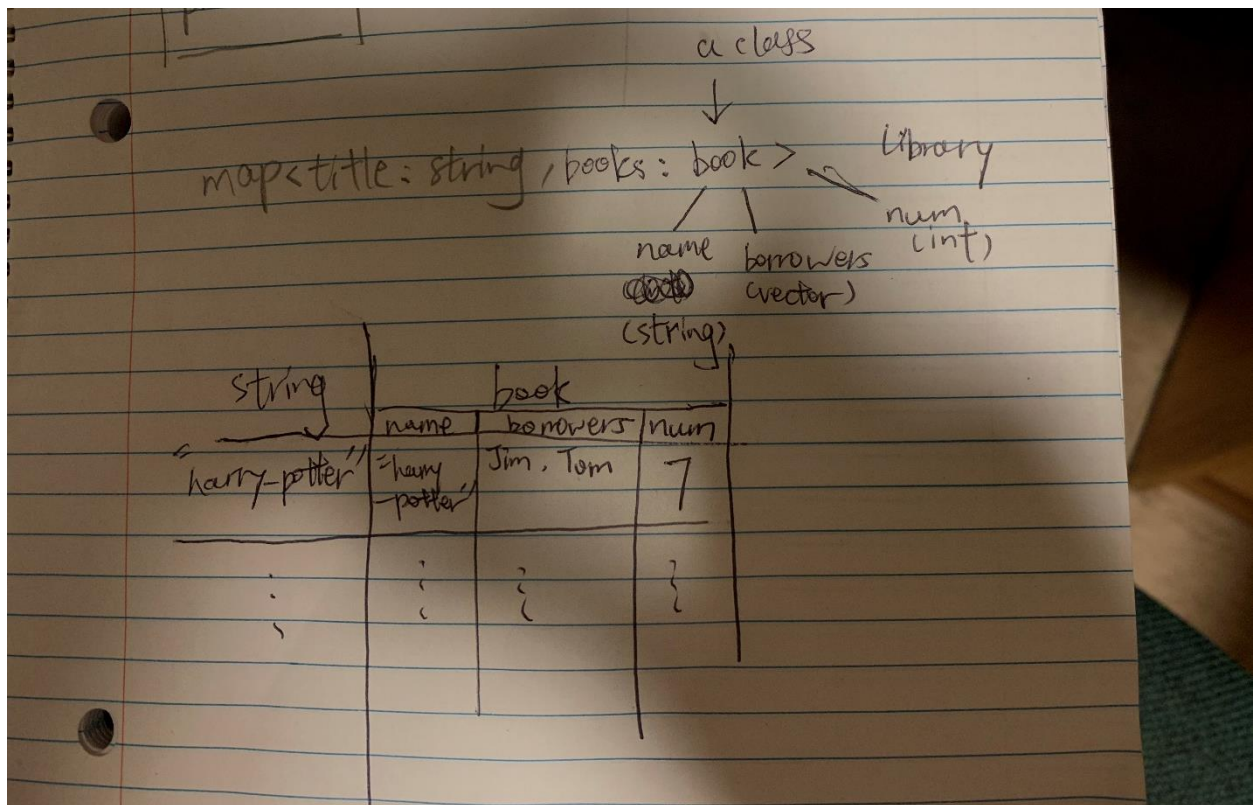 a class
map<title: string, books: book> Library
name borrowers num
(string) (vector) (int)
string book
name borrowers num
"harry-potter" "harry-potter" Jim, Tom 7